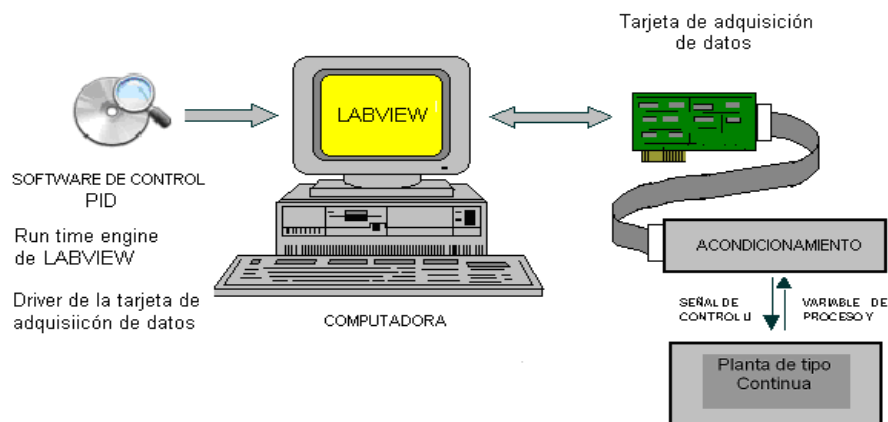 Tarjeta de adquisición
de datos
LABVIEW
SOFTWARE DE CONTROL
PID
Run time engine
de LABVIEW
Driver de la tarjeta de
adquisiicón de datos
COMPUTADORA
ACONDICIONAMIENTO
SEÑAL DE
CONTROL U
VARIABLE DE
PROCESO Y
Planta de tipo
Continua